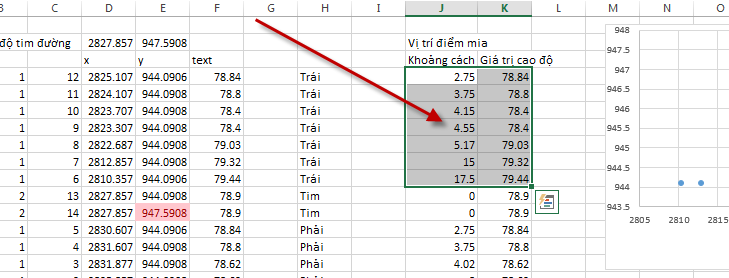 B C D E F G H I J K L M N O
độ tim đường 2827.857 947.5908 Vị trí điểm mia
x y text Khoảng cách Giá trị cao độ
1 12 2825.107 944.0906 78.84 Trái 2.75 78.84
1 11 2824.107 944.0908 78.8 Trái 3.75 78.8
1 10 2823.707 944.0908 78.4 Trái 4.15 78.4
1 9 2823.307 944.0908 78.4 Trái 4.55 78.4
1 8 2822.687 944.0908 79.03 Trái 5.17 79.03
1 7 2812.857 944.0908 79.32 Trái 15 79.32
1 6 2810.357 944.0906 79.44 Trái 17.5 79.44
2 13 2827.857 944.0908 78.9 Tim 0 78.9
2 14 2827.857 947.5908 78.9 Tim 0 78.9
1 5 2830.607 944.0906 78.84 Phải 2.75 78.84
1 4 2831.607 944.0908 78.8 Phải 3.75 78.8
1 3 2831.877 944.0908 78.62 Phải 4.02 78.62
948
947.5
947
946.5
946
945.5
945
944.5
944
943.5
2805 2810 2815